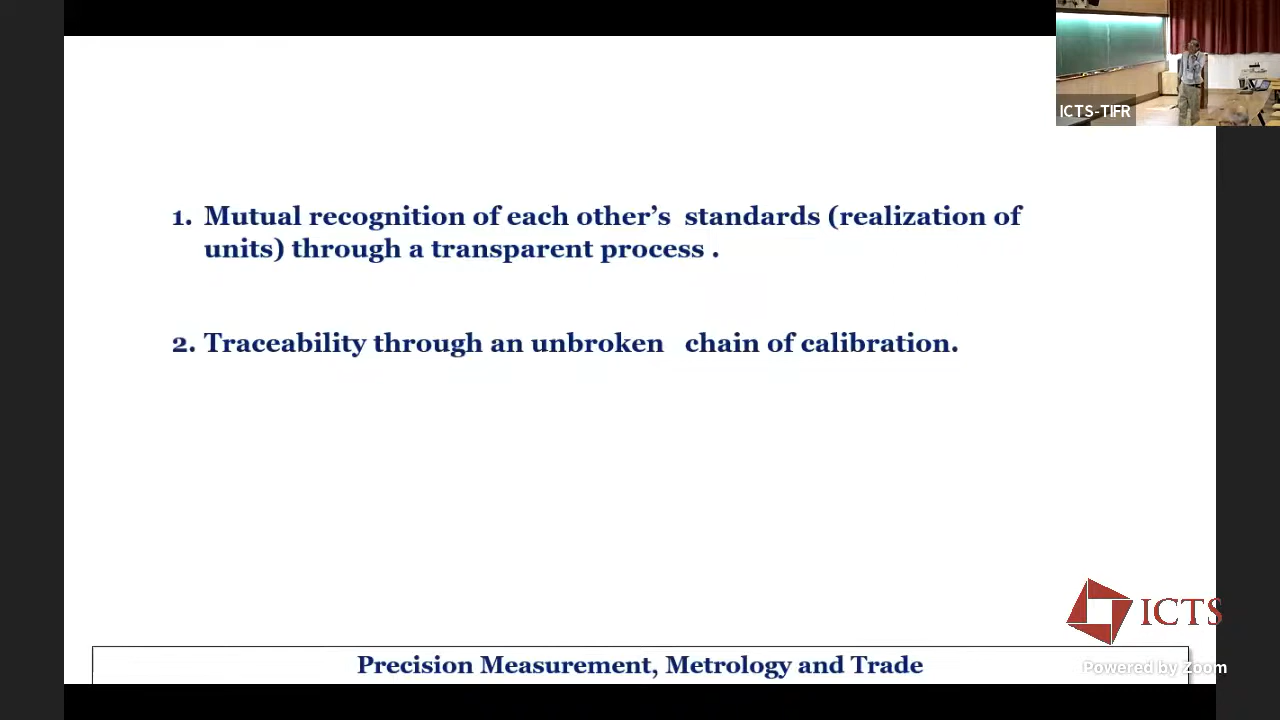 ICTS-TIFR
1. Mutual recognition of each other’s standards (realization of
units) through a transparent process .
2. Traceability through an unbroken chain of calibration.
ICTS
Precision Measurement, Metrology and Trade
Powered by Zoom